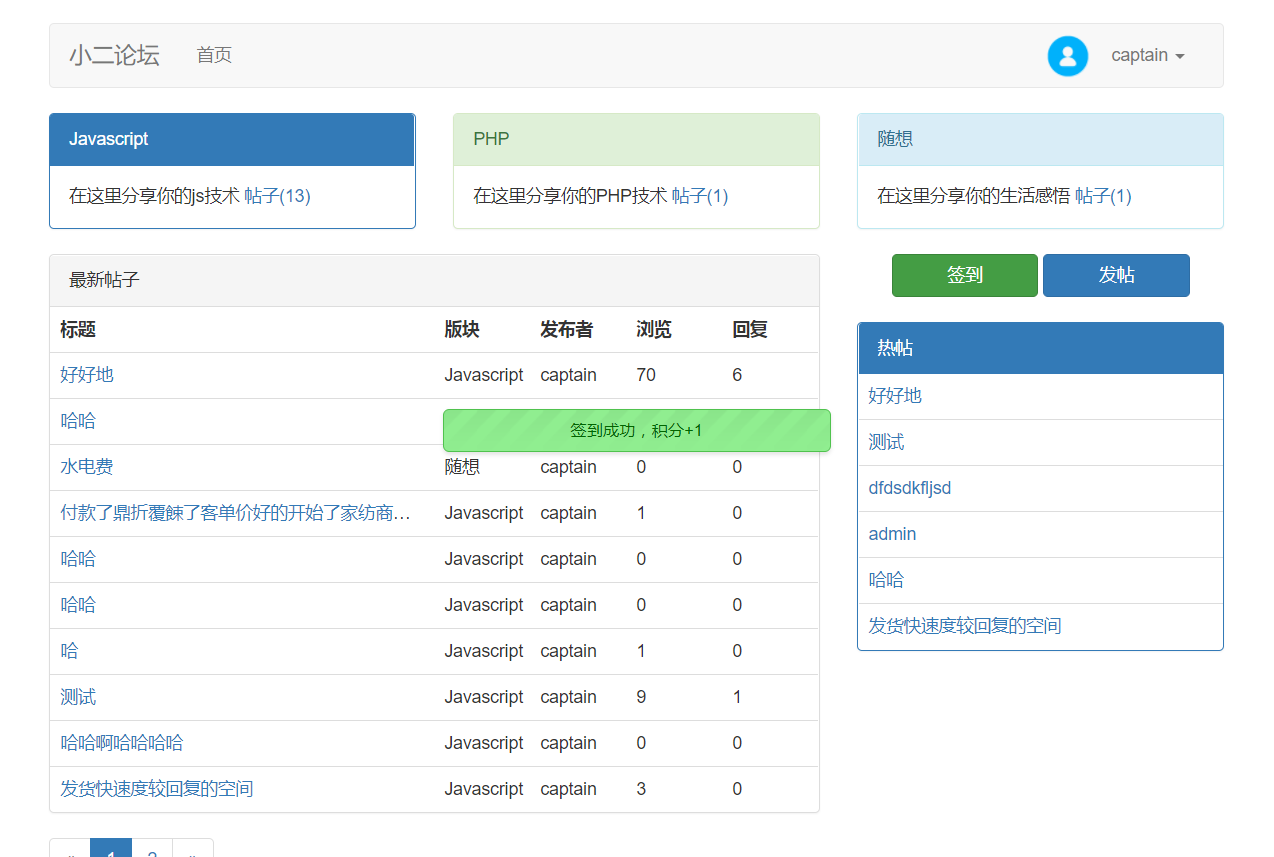 小二论坛 首页 captain
Javascript PHP 随想
在这里分享你的js技术 帖子(13) 在这里分享你的PHP技术 帖子(1) 在这里分享你的生活感悟 帖子(1)
最新帖子 签到 发帖
标题 版块 发布者 浏览 回复
好好地 Javascript captain 70 6
哈哈
签到成功，积分+1
水电费 随想 captain 0 0
付款了鼎折覆餗了客单价好的开始了家纺商… Javascript captain 1 0
哈哈 Javascript captain 0 0
哈哈 Javascript captain 0 0
哈 Javascript captain 1 0
测试 Javascript captain 9 1
哈哈啊哈哈哈哈 Javascript captain 0 0
发货快速度较回复的空间 Javascript captain 3 0
热帖
好好地
测试
dfdsdkfljsd
admin
哈哈
发货快速度较回复的空间
« 1 2 »